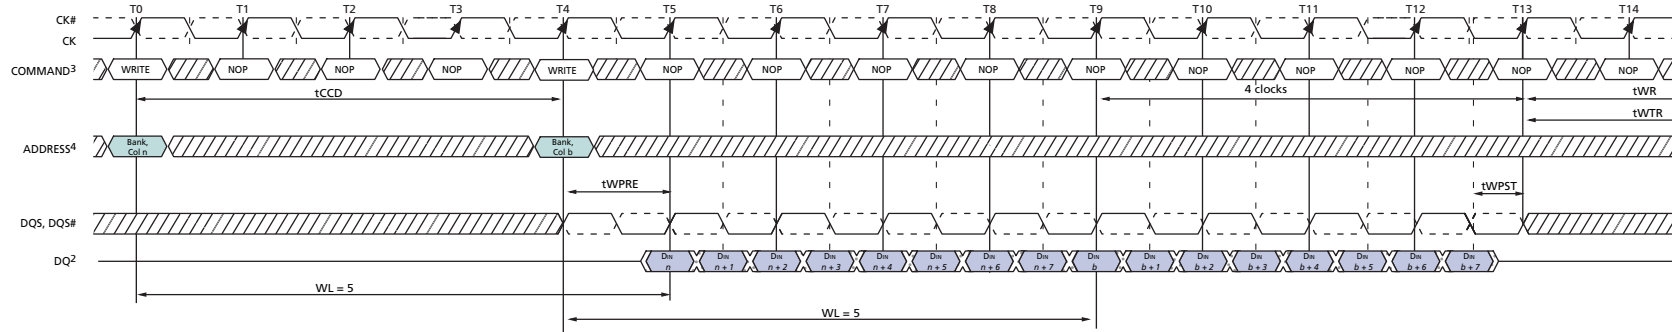 T0 T1 T2 T3 T4 T5 T6 T7 T8 T9 T10 T11 T12 T13 T14
CK#
CK
COMMAND3 WRITE NOP NOP NOP WRITE NOP NOP NOP NOP NOP NOP NOP NOP NOP NOP
tCCD 4 clocks tWR
tWTR
ADDRESS4 Bank, Col n Bank, Col b
tWPRE tWPST
DQS, DQS#
DQ2 DIN n DIN n + 1 DIN n + 2 DIN n + 3 DIN n + 4 DIN n + 5 DIN n + 6 DIN n + 7 DIN b DIN b + 1 DIN b + 2 DIN b + 3 DIN b + 4 DIN b + 5 DIN b + 6 DIN b + 7
WL = 5
WL = 5